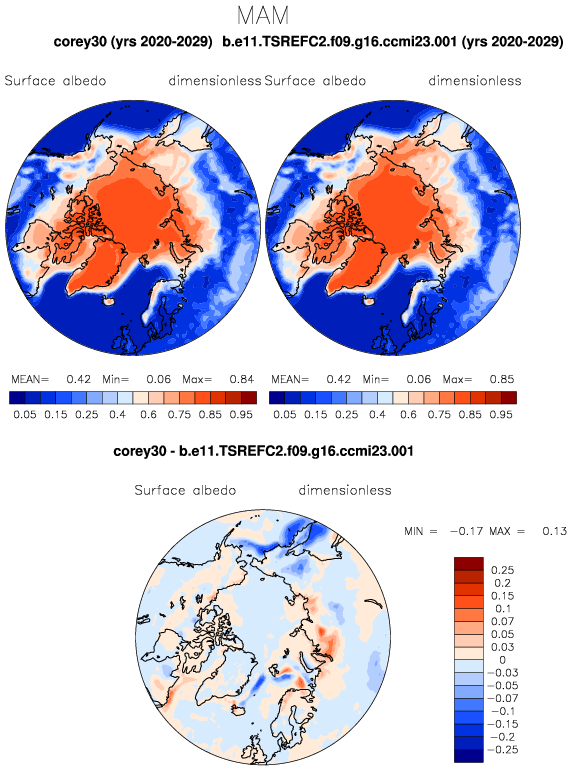 MAM
corey30 (yrs 2020-2029) b.e11.TSREFC2.f09.g16.ccmi23.001 (yrs 2020-2029)
Surface albedo dimensionless Surface albedo dimensionless
MEAN= 0.42 Min= 0.06 Max= 0.84 MEAN= 0.42 Min= 0.06 Max= 0.85
0.05 0.15 0.25 0.4 0.6 0.75 0.85 0.95 0.05 0.15 0.25 0.4 0.6 0.75 0.85 0.95
corey30 - b.e11.TSREFC2.f09.g16.ccmi23.001
Surface albedo dimensionless
MIN = -0.17 MAX = 0.13
0.25
0.2
0.15
0.1
0.07
0.05
0.03
0
-0.03
-0.05
-0.07
-0.1
-0.15
-0.2
-0.25